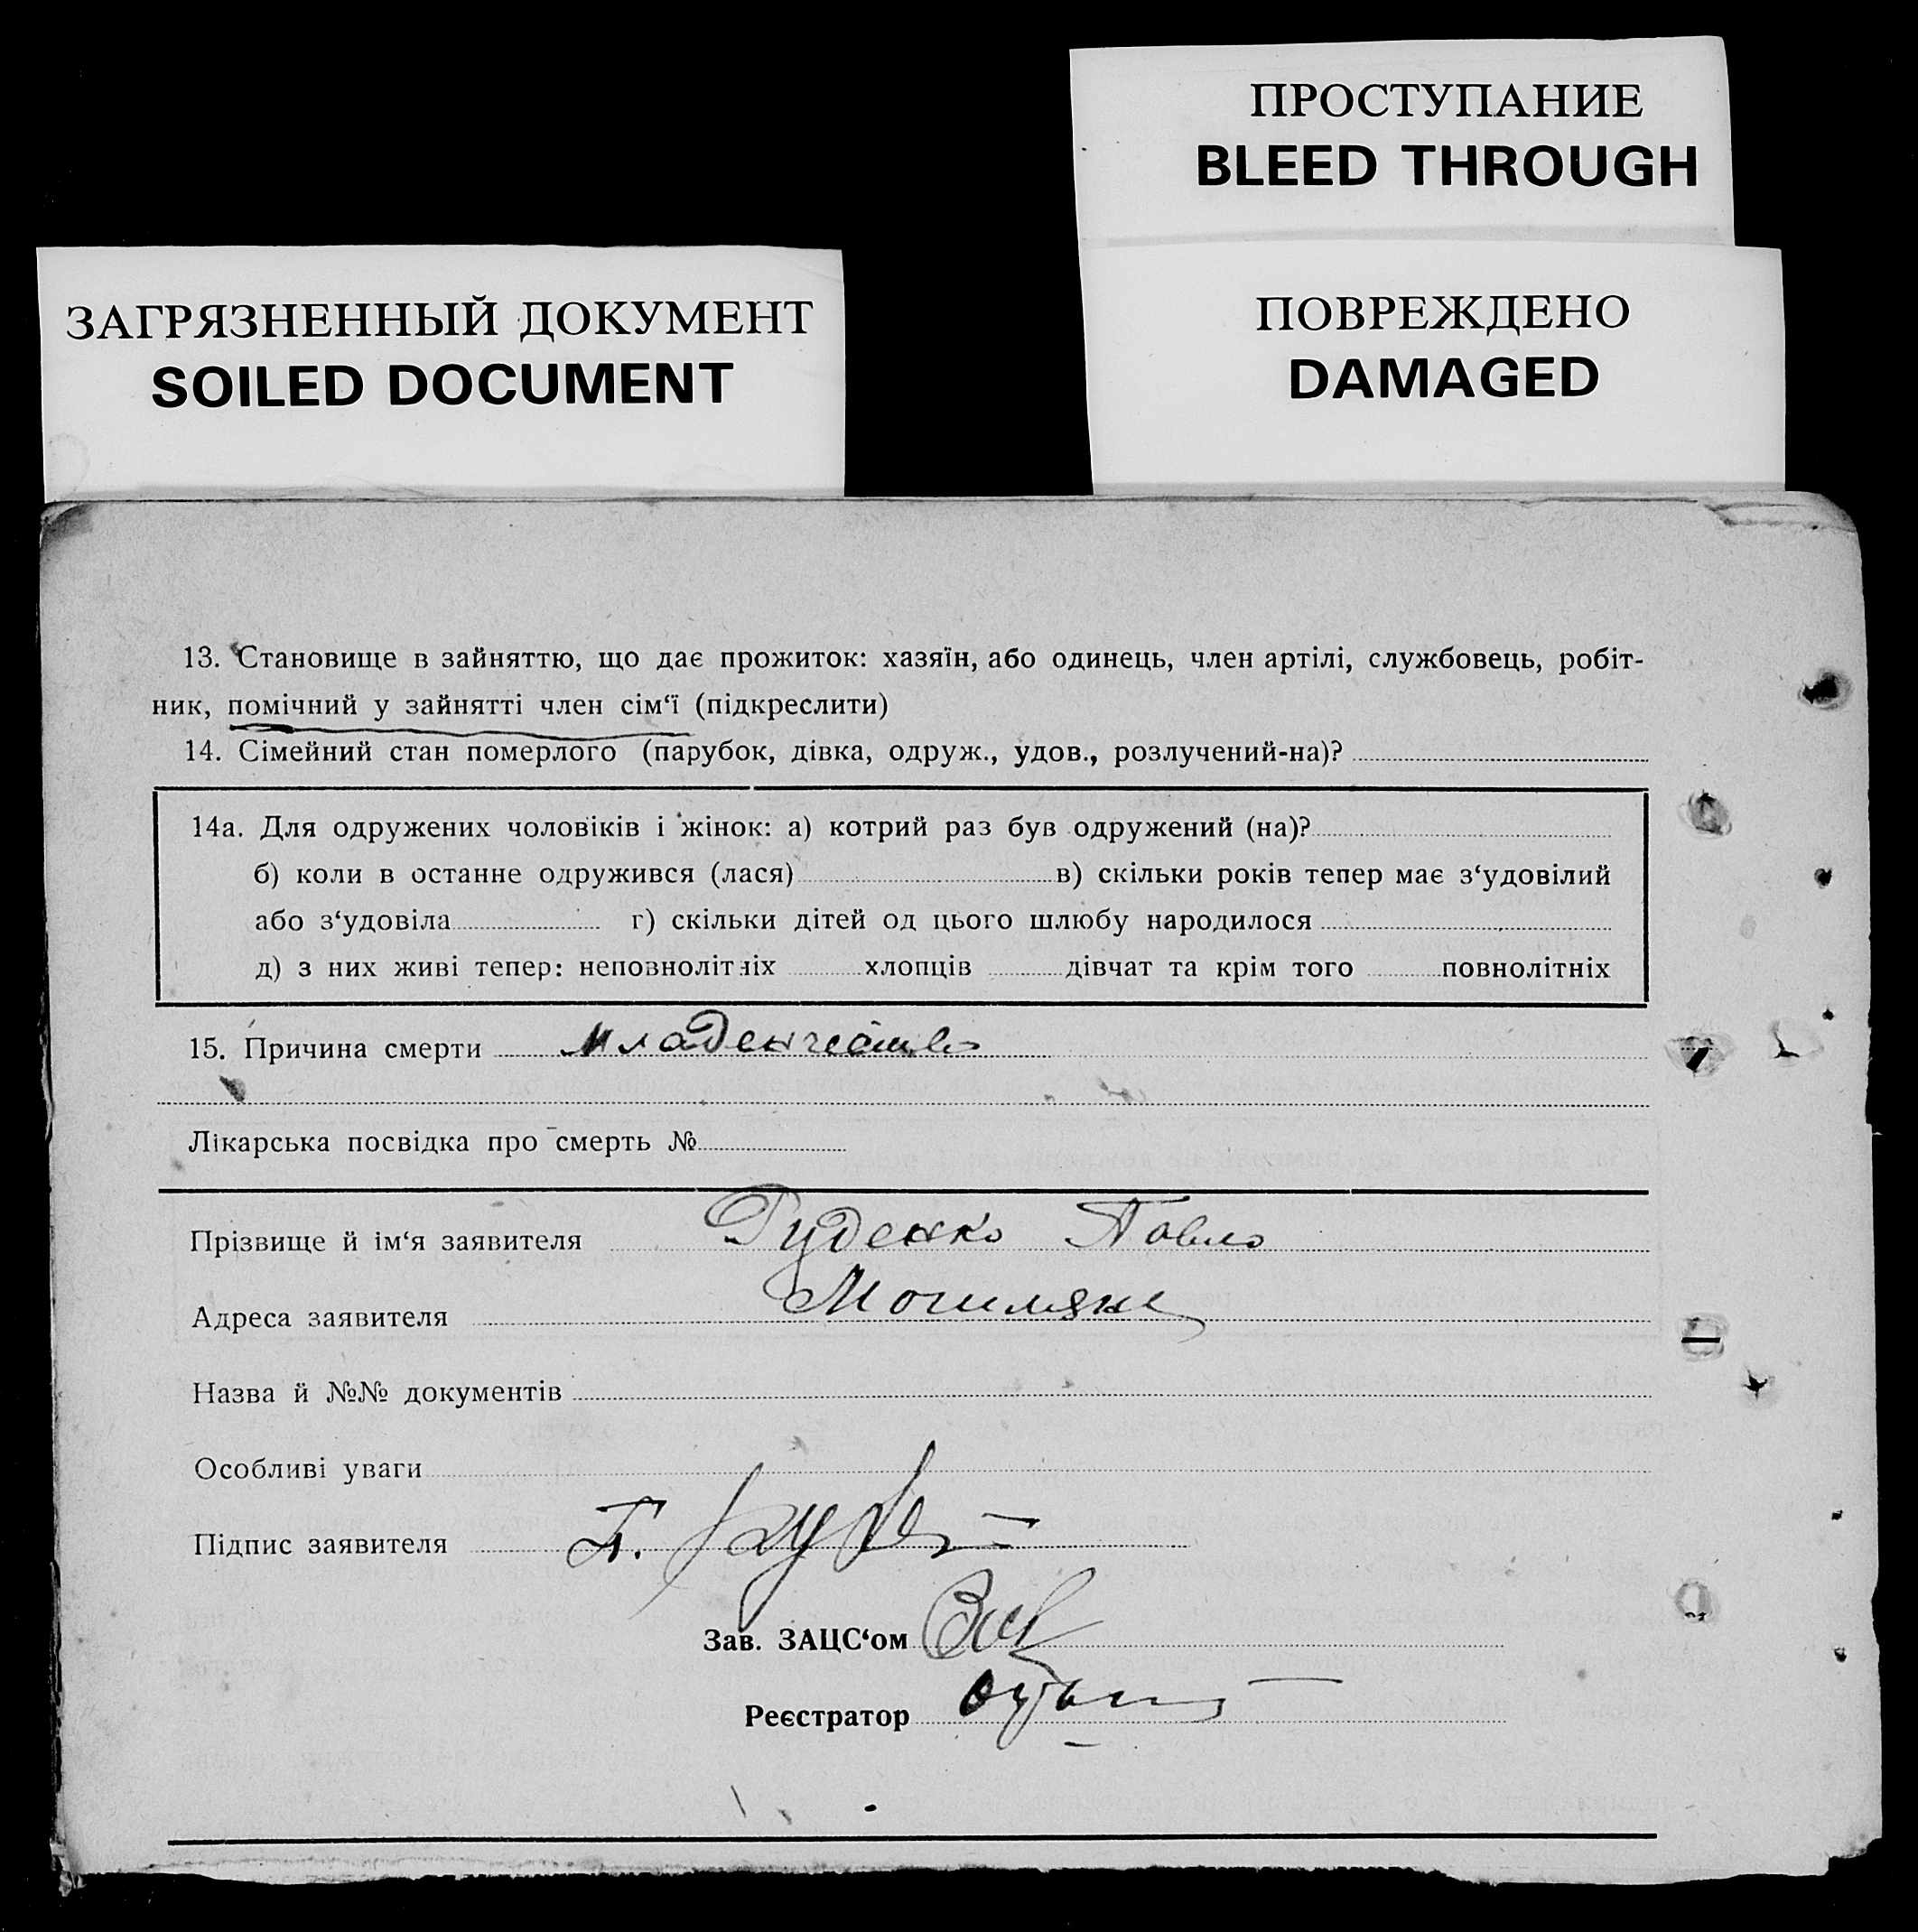 ПРОСТУПАНИЕ
BLEED THROUGH
ЗАГРЯЗНЕННЫЙ ДОКУМЕНТ
SOILED DOCUMENT
ПОВРЕЖДЕНО
DAMAGED
13. Становище в зайняттю, що дає прожиток: хазяїн, або одинець, член артілі, службовець, робіт-
ник, помічний у зайнятті член сім‘ї (підкреслити)
14. Сімейний стан померлого (парубок, дівка, одруж., удов., розлучений-на)?
14а. Для одружених чоловіків і жінок: а) котрий раз був одружений (на)?
б) коли в останне одружився (лася) в) скільки років тепер має з‘удовілий
або з‘удовіла г) скільки дітей од цього шлюбу народилося
д) з них живі тепер: неповнолітніх хлопців дівчат та крім того повнолітніх
15. Причина смерти младенчество
Лікарська посвідка про смерть №
Прізвище й ім‘я заявителя Руденко Павло
Адреса заявителя
Назва й №№ документів
Особливі уваги
Підпис заявителя
Зав. ЗАЦС‘ом
Реєстратор